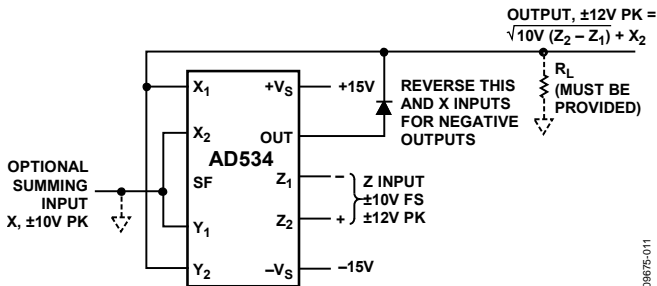 OUTPUT, ±12V PK =
√10V (Z2 – Z1) + X2
X1
+VS
+15V
REVERSE THIS
AND X INPUTS
FOR NEGATIVE
OUTPUTS
RL
(MUST BE
PROVIDED)
X2
OUT
AD534
OPTIONAL
SUMMING
INPUT
X, ±10V PK
SF
Z1
–
Z INPUT
±10V FS
±12V PK
Y1
Z2
+
Y2
–VS
–15V
09675-011